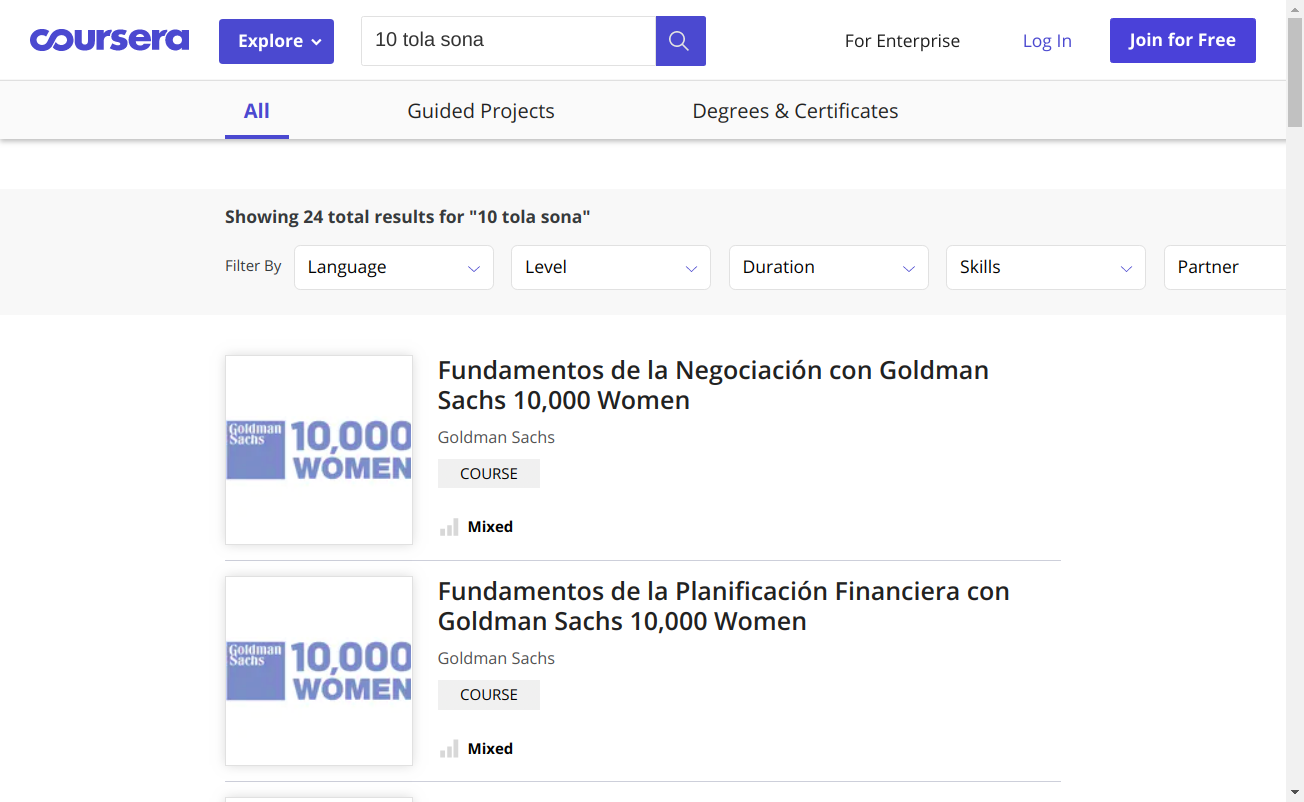 coursera
Explore
10 tola sona
For Enterprise
Log In
Join for Free
All
Guided Projects
Degrees & Certificates
Showing 24 total results for "10 tola sona"
Filter By
Language
Level
Duration
Skills
Partner
Goldman
Sachs
10,000
WOMEN
Fundamentos de la Negociación con Goldman
Sachs 10,000 Women
Goldman Sachs
COURSE
Mixed
Goldman
Sachs
10,000
WOMEN
Fundamentos de la Planificación Financiera con
Goldman Sachs 10,000 Women
Goldman Sachs
COURSE
Mixed